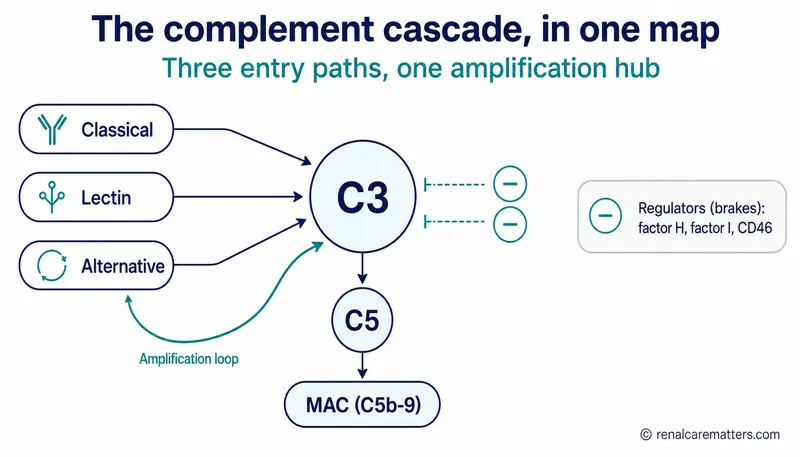 The complement cascade, in one map
Three entry paths, one amplification hub
Classical
Lectin
Alternative
C3
Regulators (brakes):
factor H, factor I, CD46
C5
Amplification loop
MAC (C5b-9)
© renalcarematters.com